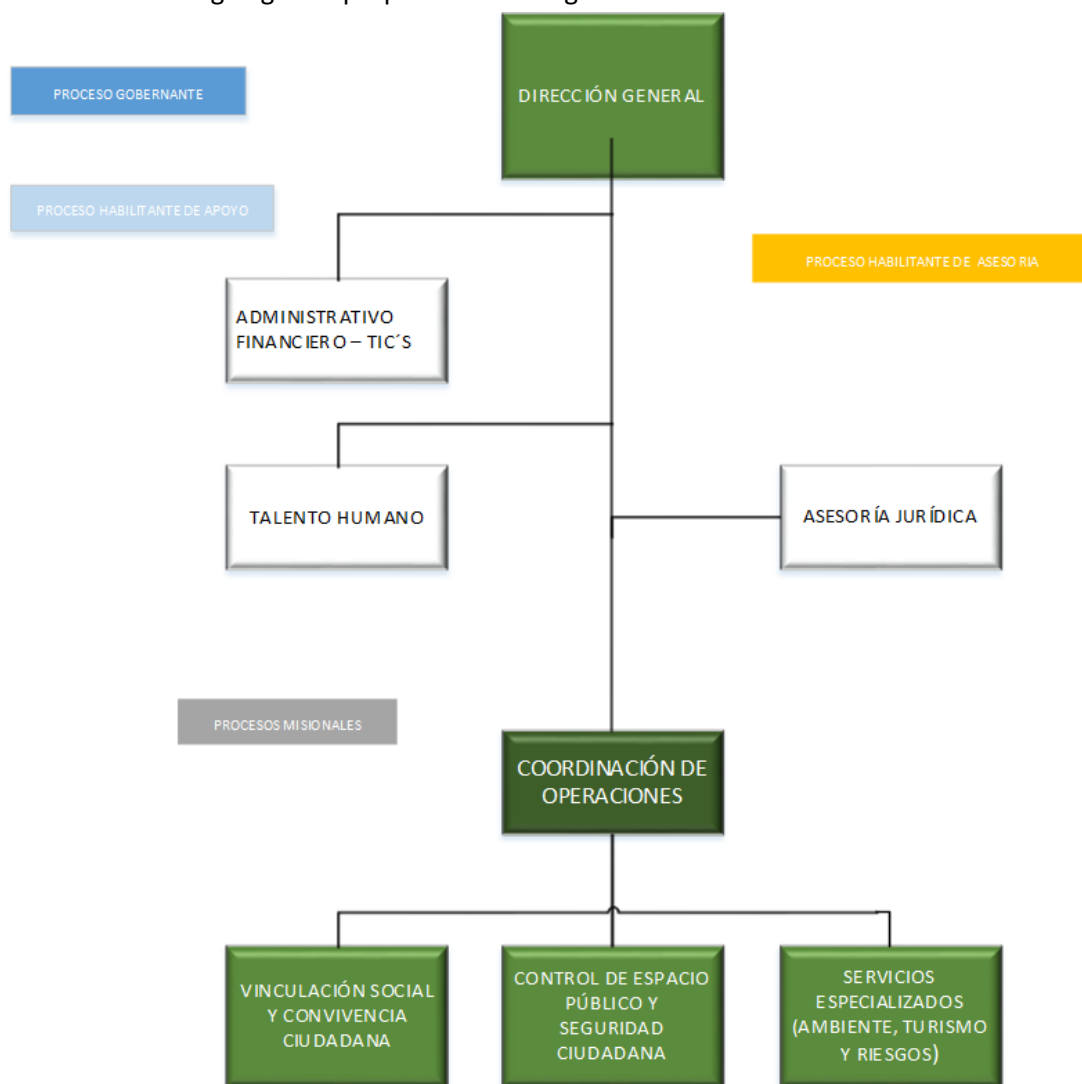 DIRECCIÓN GENERAL
PROCESO GOBERNANTE
PROCESO HABILITANTE DE APOYO
PROCESO HABILITANTE DE ASESORIA
ADMINISTRATIVO
FINANCIERO – TIC´S
TALENTO HUMANO
ASESORÍA JURÍDICA
PROCESOS MISIONALES
COORDINACIÓN DE
OPERACIONES
VINCULACIÓN SOCIAL
Y CONVIVENCIA
CIUDADANA
CONTROL DE ESPACIO
PÚBLICO Y
SEGURIDAD
CIUDADANA
SERVICIOS
ESPECIALIZADOS
(AMBIENTE, TURISMO
Y RIESGOS)